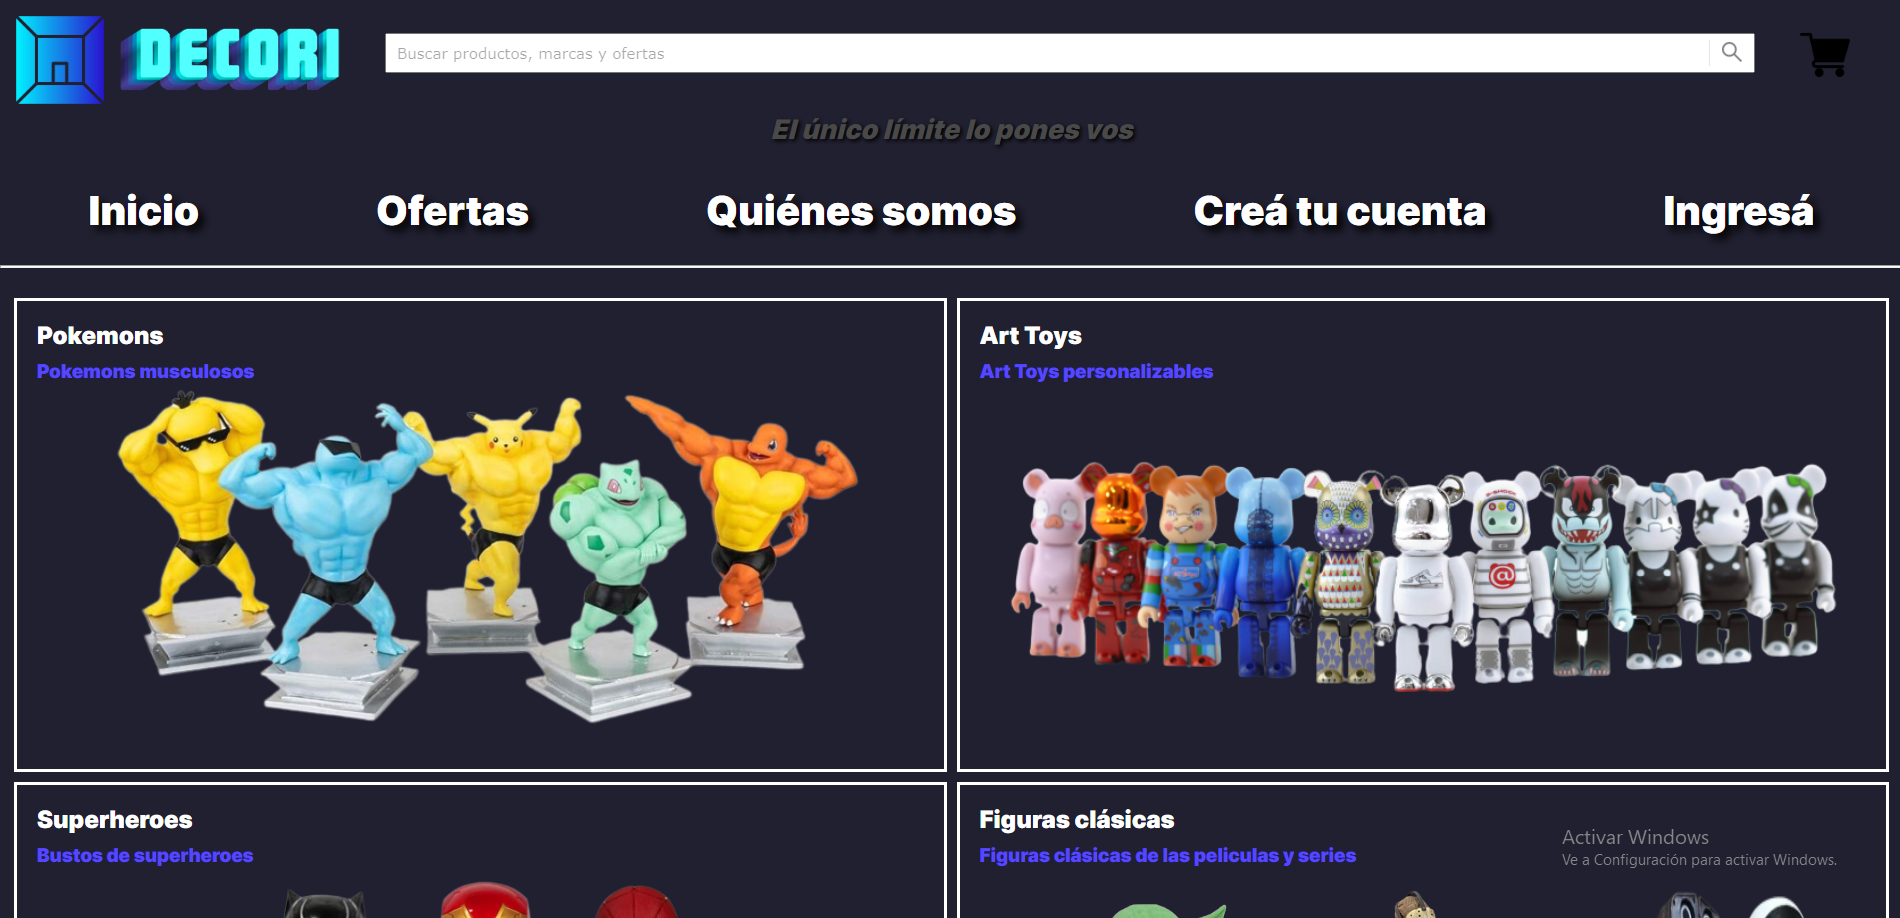 DECORI
Buscar productos, marcas y ofertas
El único límite lo pones vos
Inicio
Ofertas
Quiénes somos
Creá tu cuenta
Ingresá
Pokemons
Pokemons musculosos
Art Toys
Art Toys personalizables
Superheroes
Bustos de superheroes
Figuras clásicas
Figuras clásicas de las peliculas y series
Activar Windows
Ve a Configuración para activar Windows.